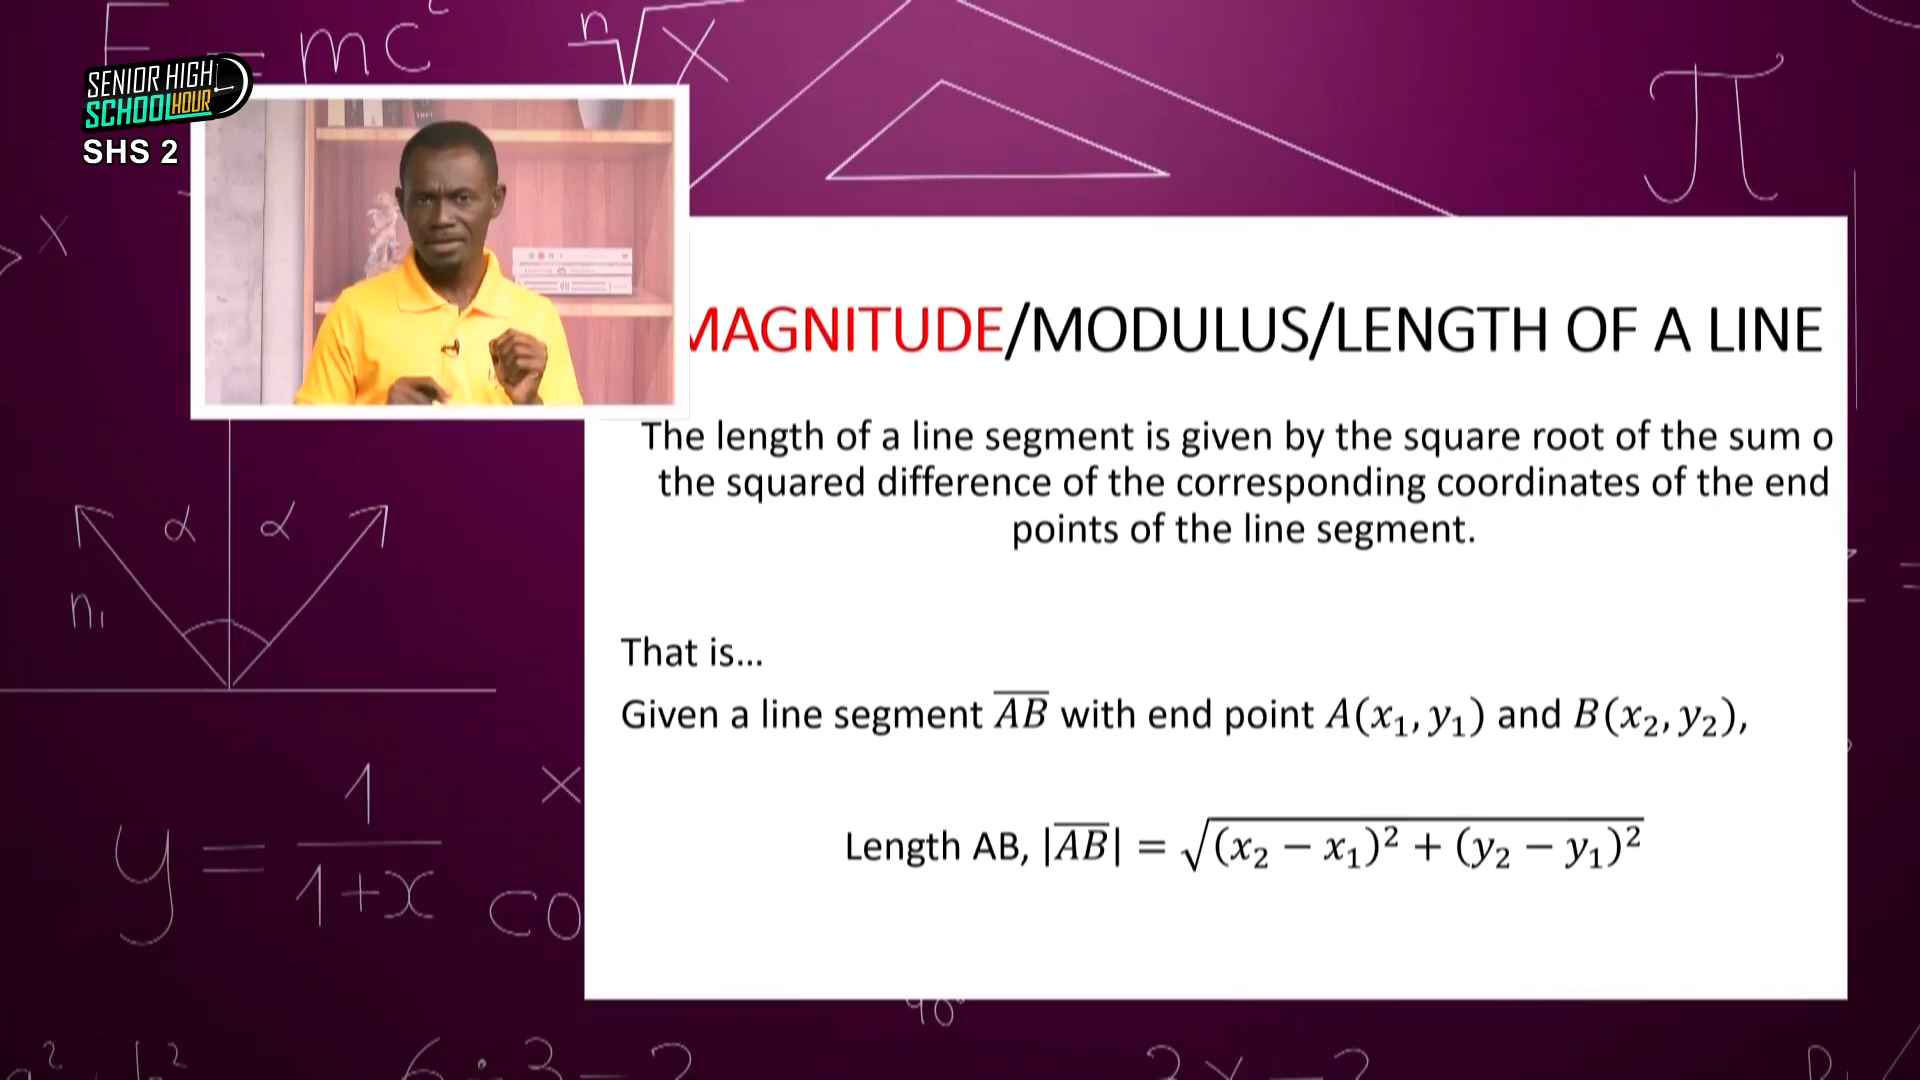 E = mc²
ⁿ√x
π
SENIOR HIGH
SCHOOL HOUR
SHS 2
x
MAGNITUDE/MODULUS/LENGTH OF A LINE
The length of a line segment is given by the square root of the sum o
the squared difference of the corresponding coordinates of the end
points of the line segment.
α α
n₁
That is...
Given a line segment A̅B̅ with end point A(x₁, y₁) and B(x₂, y₂),
y = 1/(1+x)
x
co
Length AB, |A̅B̅| = √(x₂ − x₁)² + (y₂ − y₁)²
90°